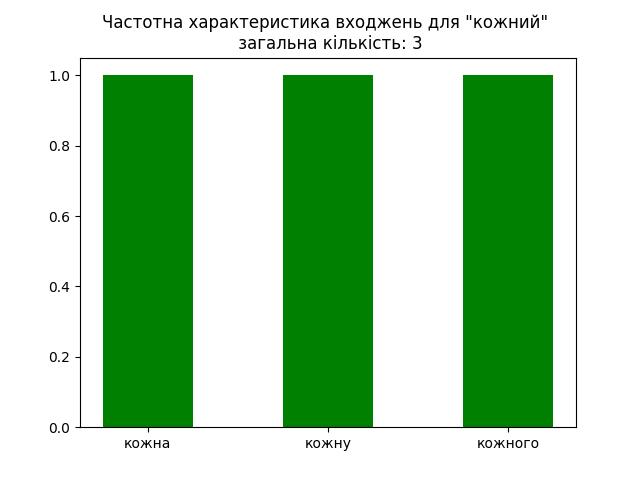 Частотна характеристика входжень для "кожний"
загальна кількість: 3
1.0
0.8
0.6
0.4
0.2
0.0
кожна кожну кожного